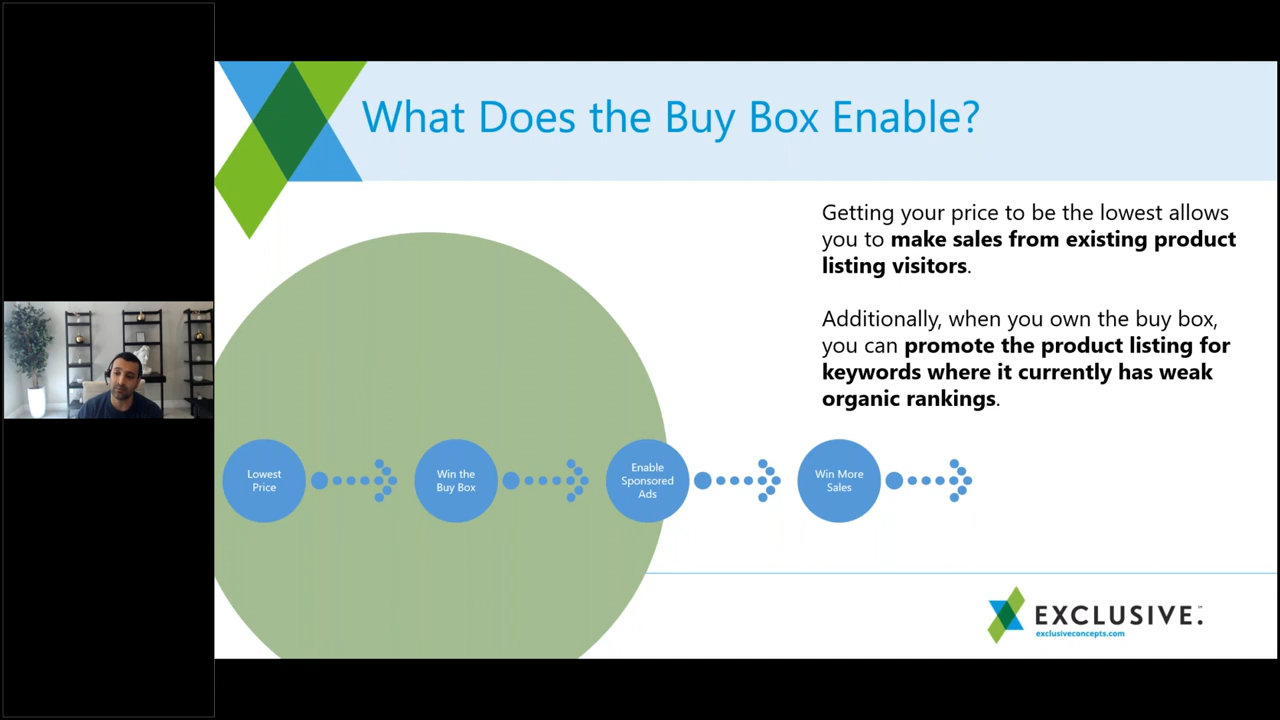 What Does the Buy Box Enable?
Getting your price to be the lowest allows
you to make sales from existing product
listing visitors.
Additionally, when you own the buy box,
you can promote the product listing for
keywords where it currently has weak
organic rankings.
Lowest
Price
Win the
Buy Box
Enable
Sponsored
Ads
Win More
Sales
EXCLUSIVE.
exclusiveconcepts.com